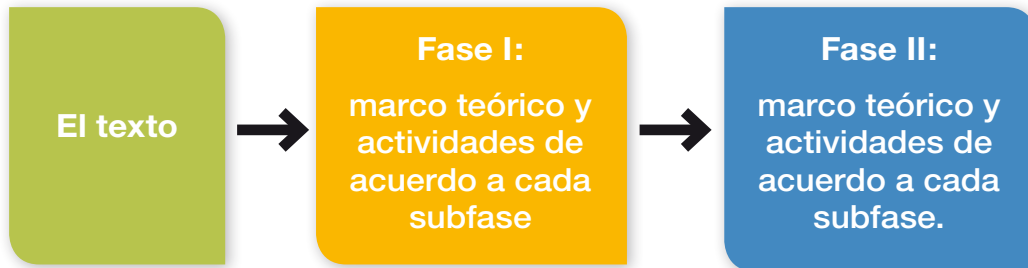 El texto
Fase I:
marco teórico y
actividades de
acuerdo a cada
subfase
Fase II:
marco teórico y
actividades de
acuerdo a cada
subfase.